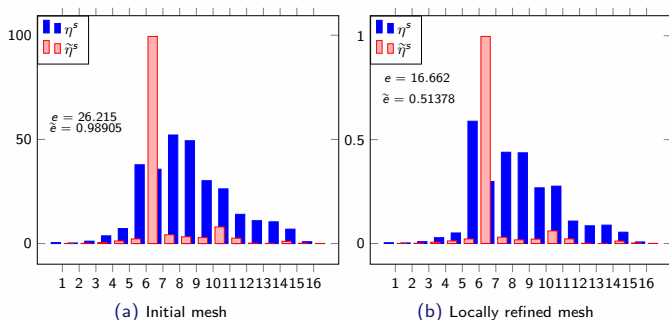 ηˢ
η̃ˢ
e = 26.215
ẽ = 0.98905
100
50
0
1 2 3 4 5 6 7 8 9 10 11 12 13 14 15 16
(a) Initial mesh
ηˢ
η̃ˢ
e = 16.662
ẽ = 0.51378
1
0.5
0
1 2 3 4 5 6 7 8 9 10 11 12 13 14 15 16
(b) Locally refined mesh